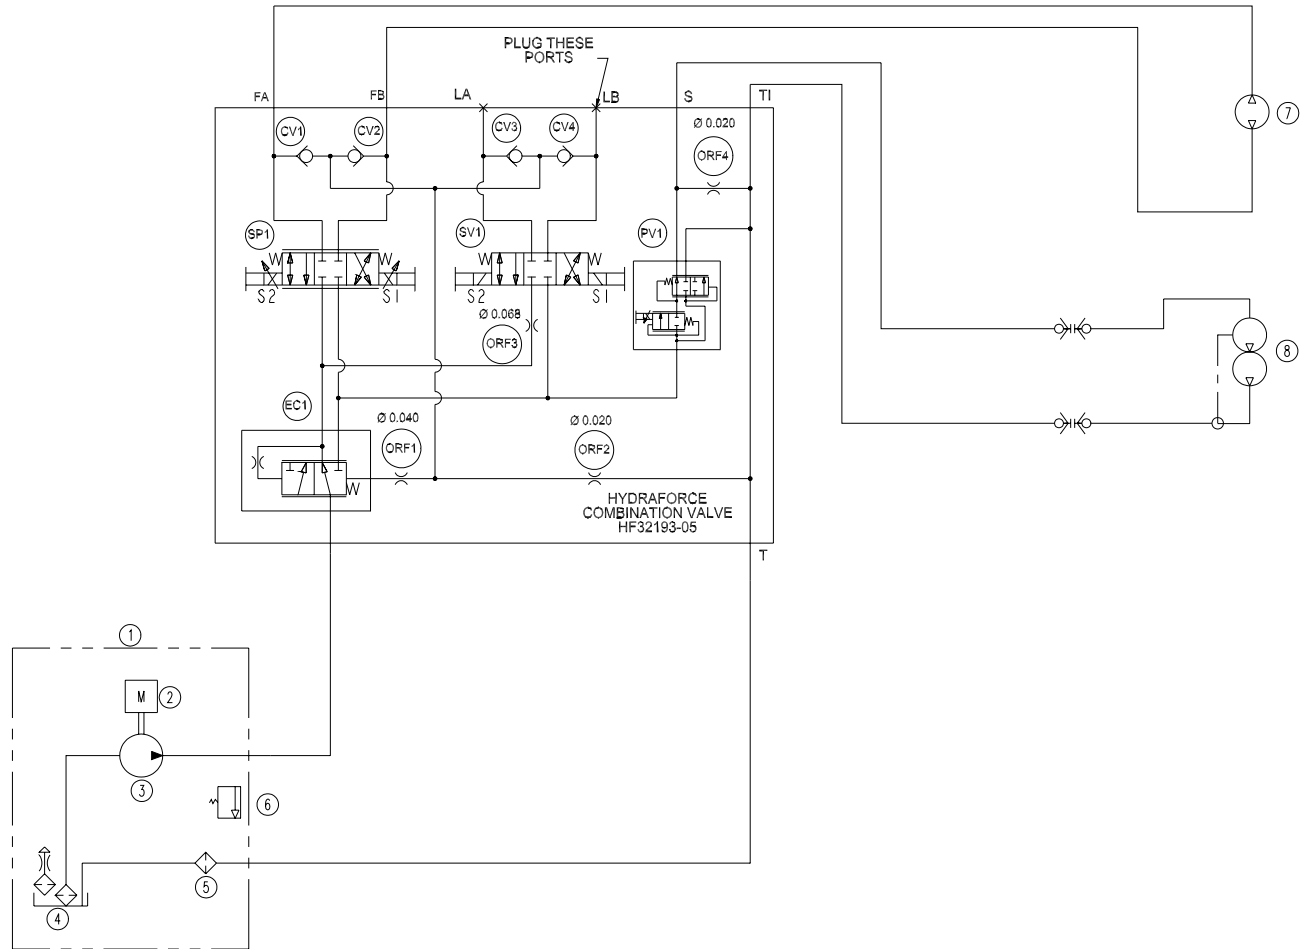 PLUG THESE
PORTS
FA
FB
LA
LB
S
TI
CV1
CV2
CV3
CV4
Ø 0.020
ORF4
7
SP1
SV1
PV1
S2
S1
S2
S1
Ø 0.068
ORF3
8
EC1
Ø 0.040
ORF1
Ø 0.020
ORF2
HYDRAFORCE
COMBINATION VALVE
HF32193-05
T
1
M
2
3
6
5
4